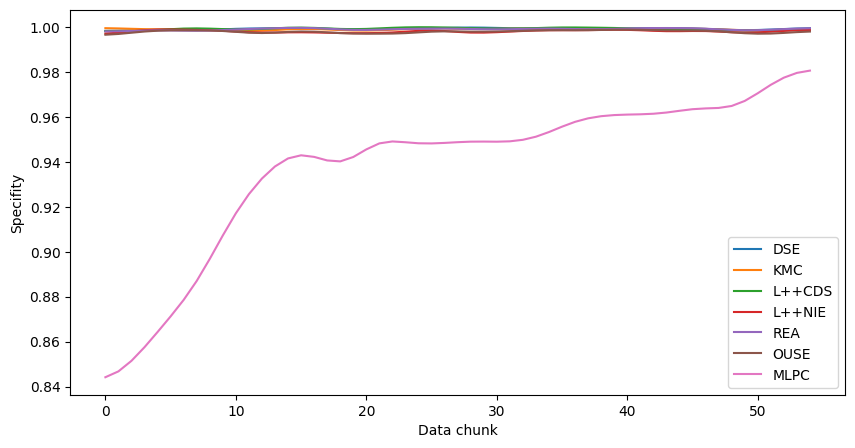 1.00
0.98
0.96
0.94
0.92
0.90
0.88
0.86
0.84
Specifity
0
10
20
30
40
50
Data chunk
DSE
KMC
L++CDS
L++NIE
REA
OUSE
MLPC